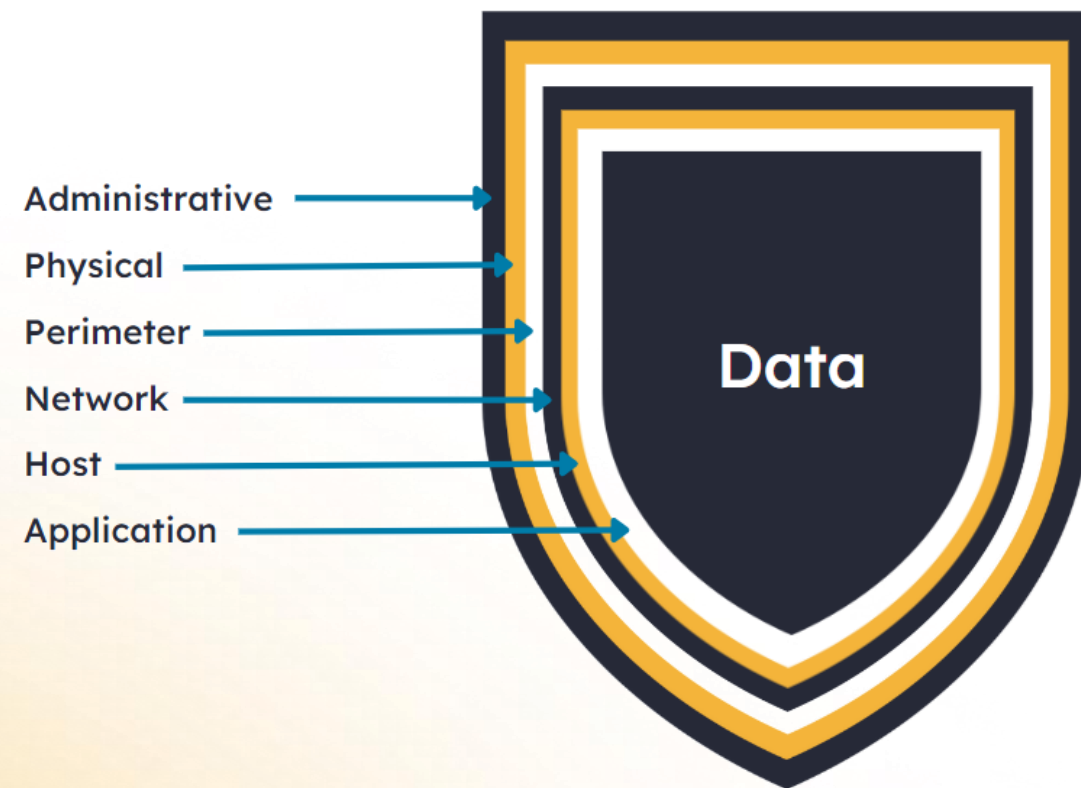 Administrative
Physical
Perimeter
Network
Host
Application
Data